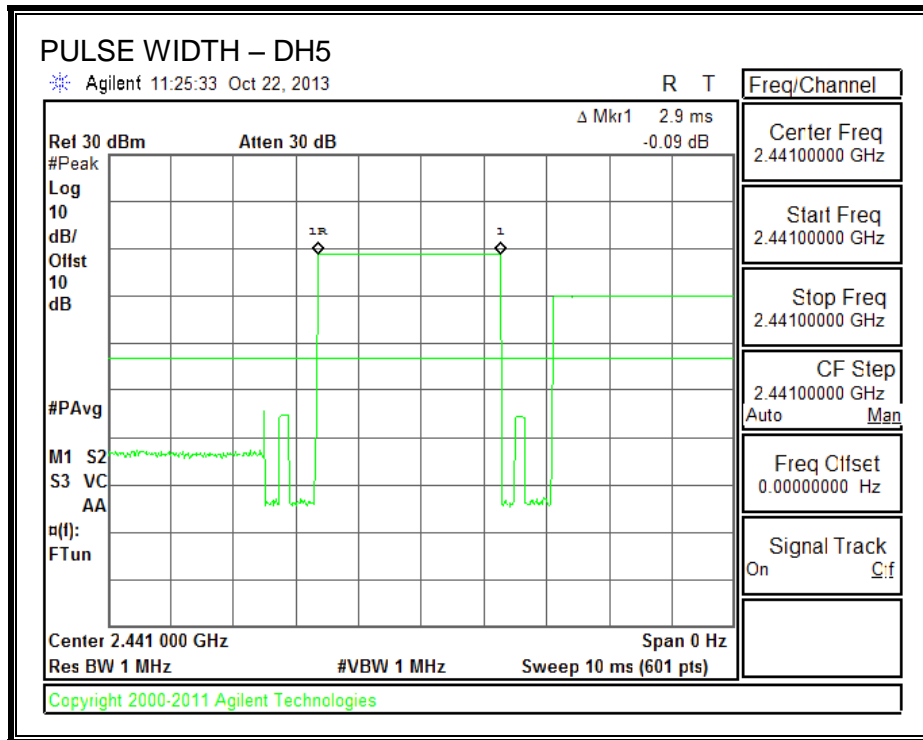 PULSE WIDTH – DH5
Agilent 11:25:33 Oct 22, 2013
R T
Freq/Channel
Δ Mkr1 2.9 ms
Ref 30 dBm Atten 30 dB -0.09 dB
#Peak
Log
10
dB/
Offst
10
dB
1R
1
#PAvg
M1 S2
S3 VC
AA
¤(f):
FTun
Center 2.441 000 GHz Span 0 Hz
Res BW 1 MHz #VBW 1 MHz Sweep 10 ms (601 pts)
Copyright 2000-2011 Agilent Technologies
Center Freq
2.44100000 GHz
Start Freq
2.44100000 GHz
Stop Freq
2.44100000 GHz
CF Step
2.44100000 GHz
Auto Man
Freq Offset
0.00000000 Hz
Signal Track
On Off